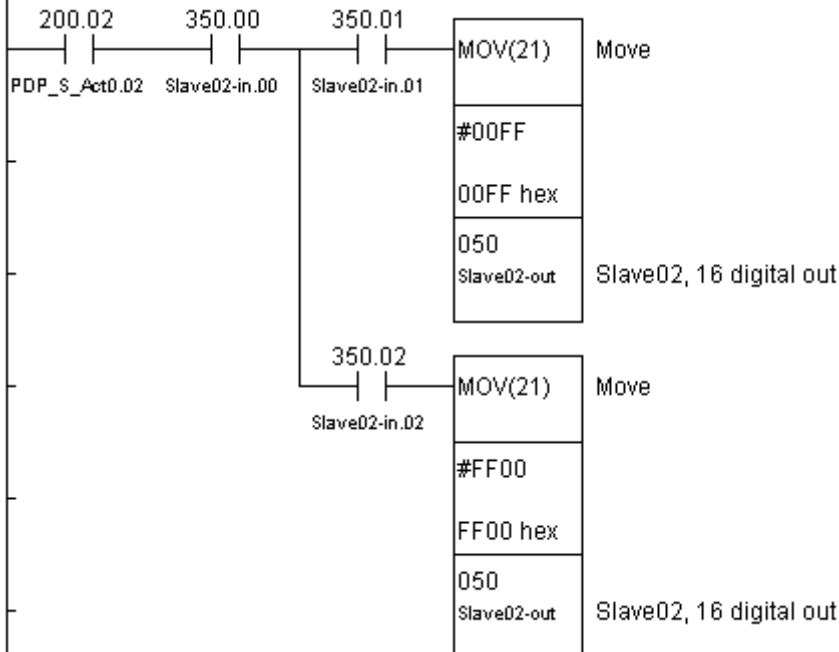 200.02 350.00 350.01
MOV(21) Move
PDP_S_Act0.02 Slave02-in.00 Slave02-in.01
#00FF
00FF hex
050
Slave02-out Slave02, 16 digital out
350.02
MOV(21) Move
Slave02-in.02
#FF00
FF00 hex
050
Slave02-out Slave02, 16 digital out